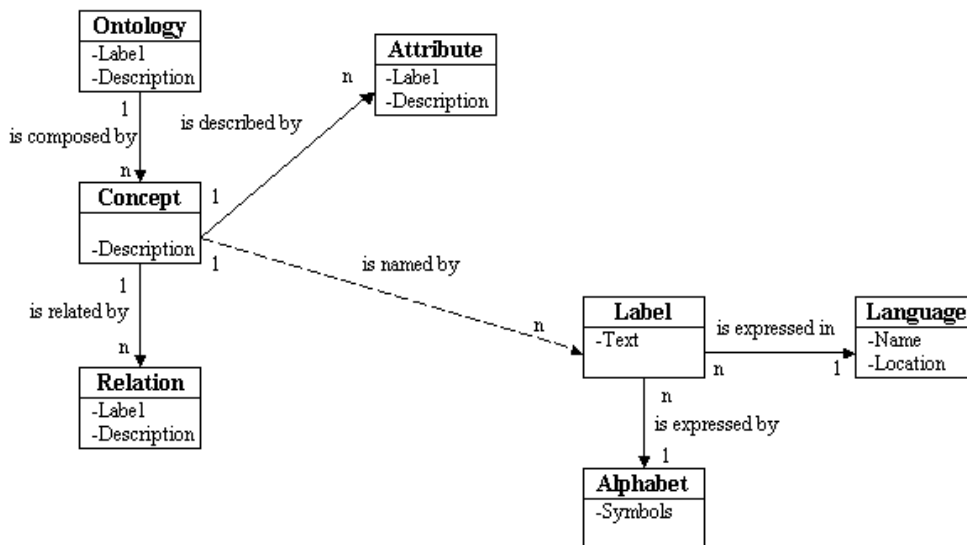 Ontology
-Label
-Description
Attribute
-Label
-Description
1
n
is described by
is composed by
n
1
Concept
-Description
1
1
is related by
n
is named by
n
Relation
-Label
-Description
Label
-Text
is expressed in
n
1
Language
-Name
-Location
n
is expressed by
1
Alphabet
-Symbols